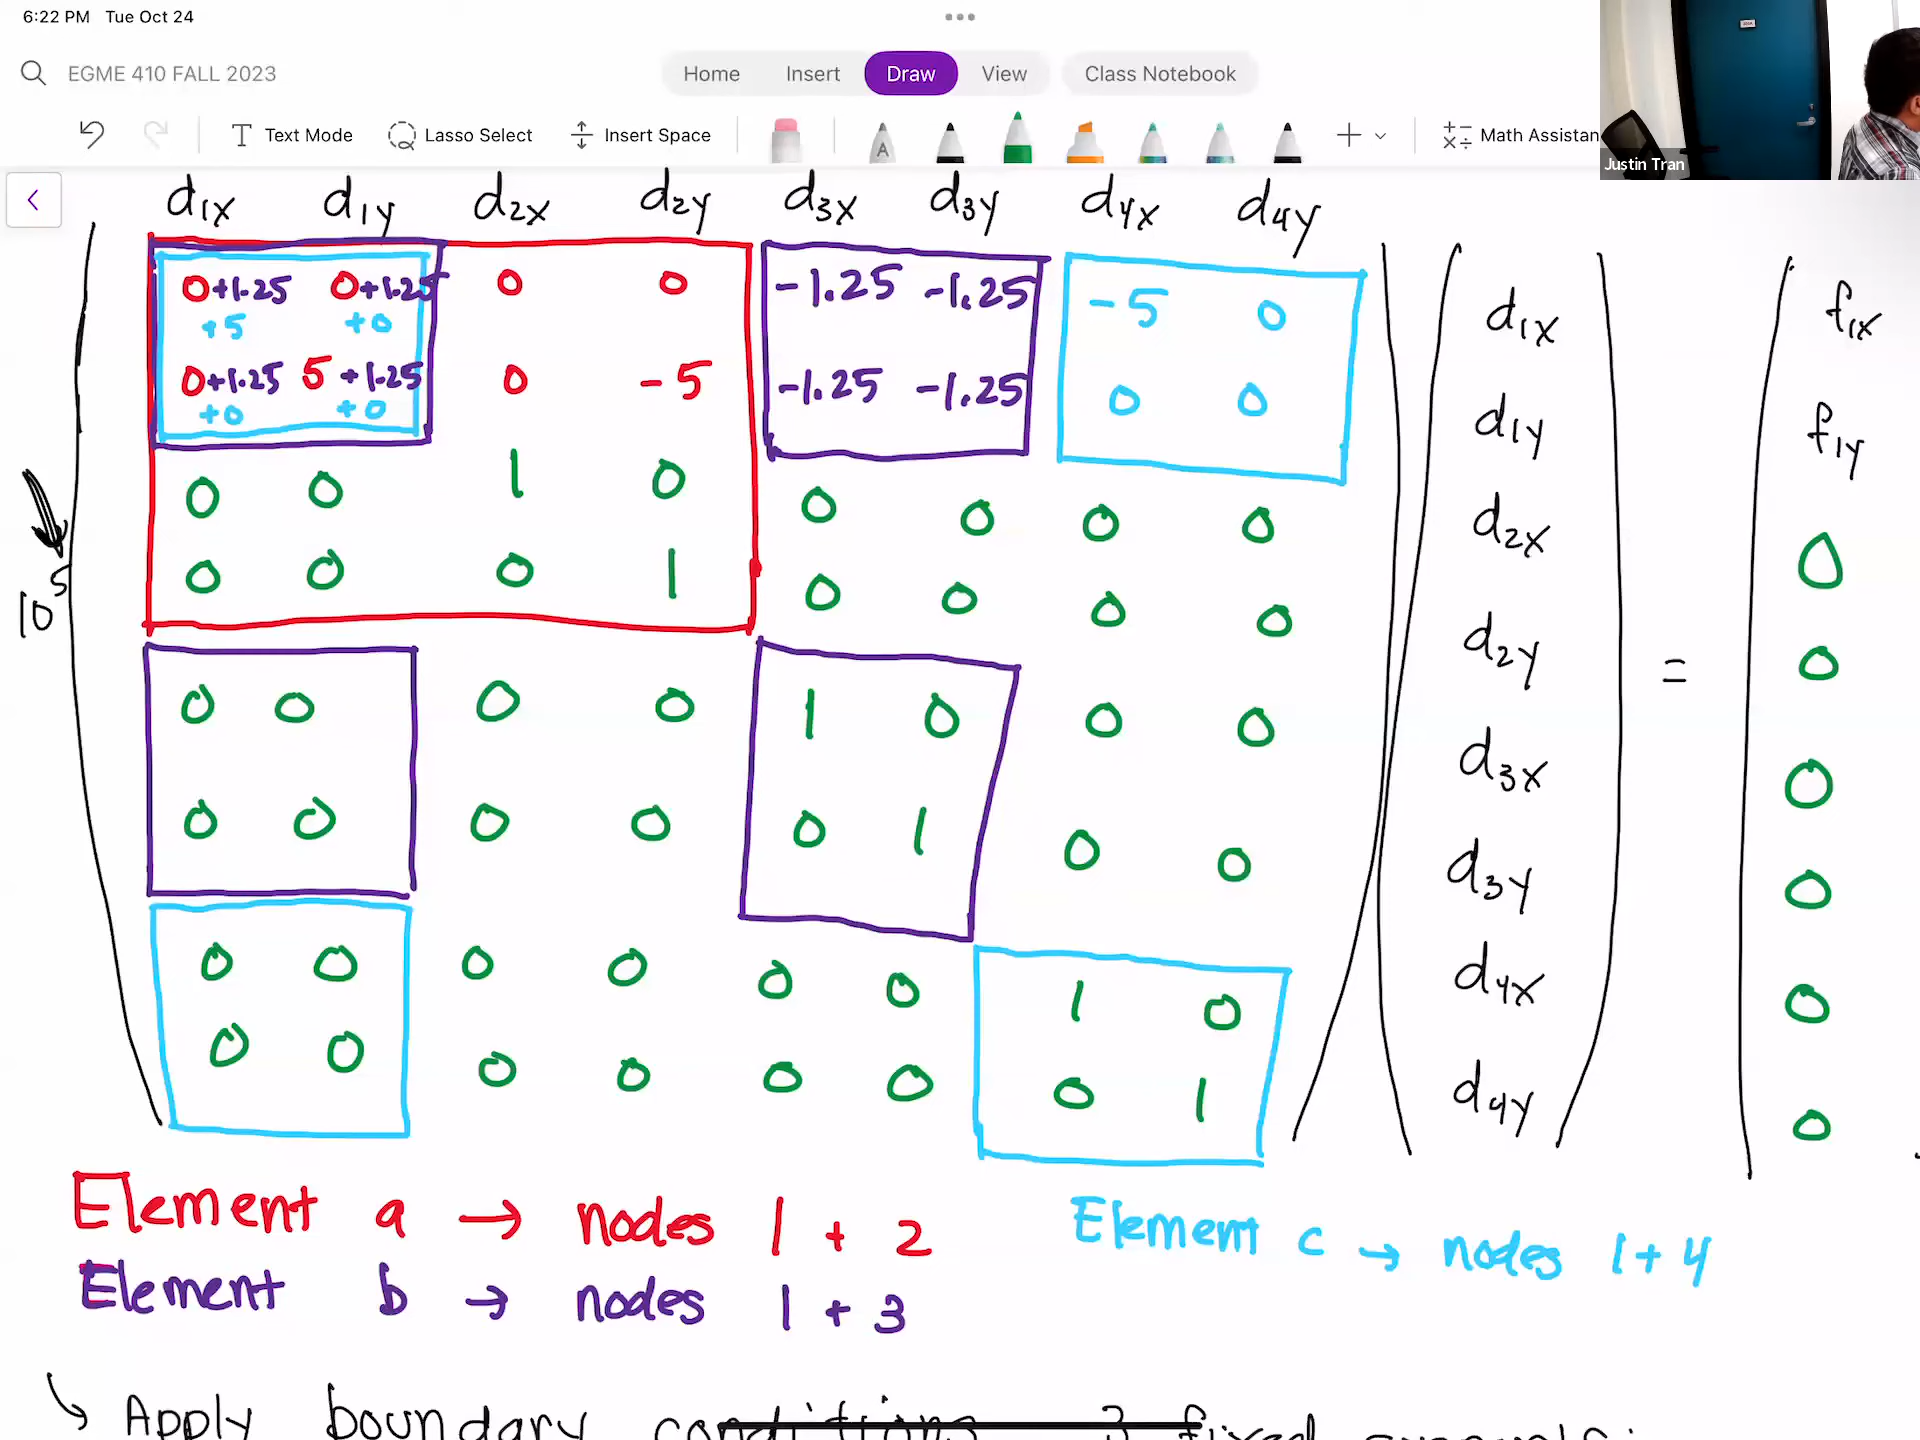 6:22 PM Tue Oct 24
EGME 410 FALL 2023
Home Insert Draw View Class Notebook
Text Mode Lasso Select Insert Space Math Assistan
Justin Tran
d1x d1y d2x d2y d3x d3y d4x d4y
0+1.25 0+1.25 0 0 -1.25 -1.25 -5 0 d1x f1x
+5 +0
0+1.25 5+1.25 0 -5 -1.25 -1.25 0 0 d1y f1y
+0 +0
0 0 1 0 0 0 0 0 d2x 0
0 0 0 1 0 0 0 0 d2y 0
10^5
=
0 0 0 0 1 0 0 0 d3x 0
0 0 0 0 0 1 0 0 d3y 0
0 0 0 0 0 0 1 0 d4x 0
0 0 0 0 0 0 0 1 d4y 0
Element a → nodes 1 + 2
Element c → nodes 1 + 4
Element b → nodes 1 + 3
Apply boundary conditions 3 fixed